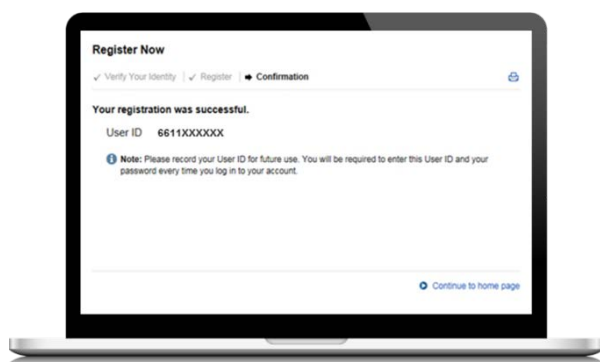 Register Now
✓ Verify Your Identity | ✓ Register | ➡ Confirmation
Your registration was successful.
User ID 6611XXXXXX
Note: Please record your User ID for future use. You will be required to enter this User ID and your
password every time you log in to your account.
Continue to home page